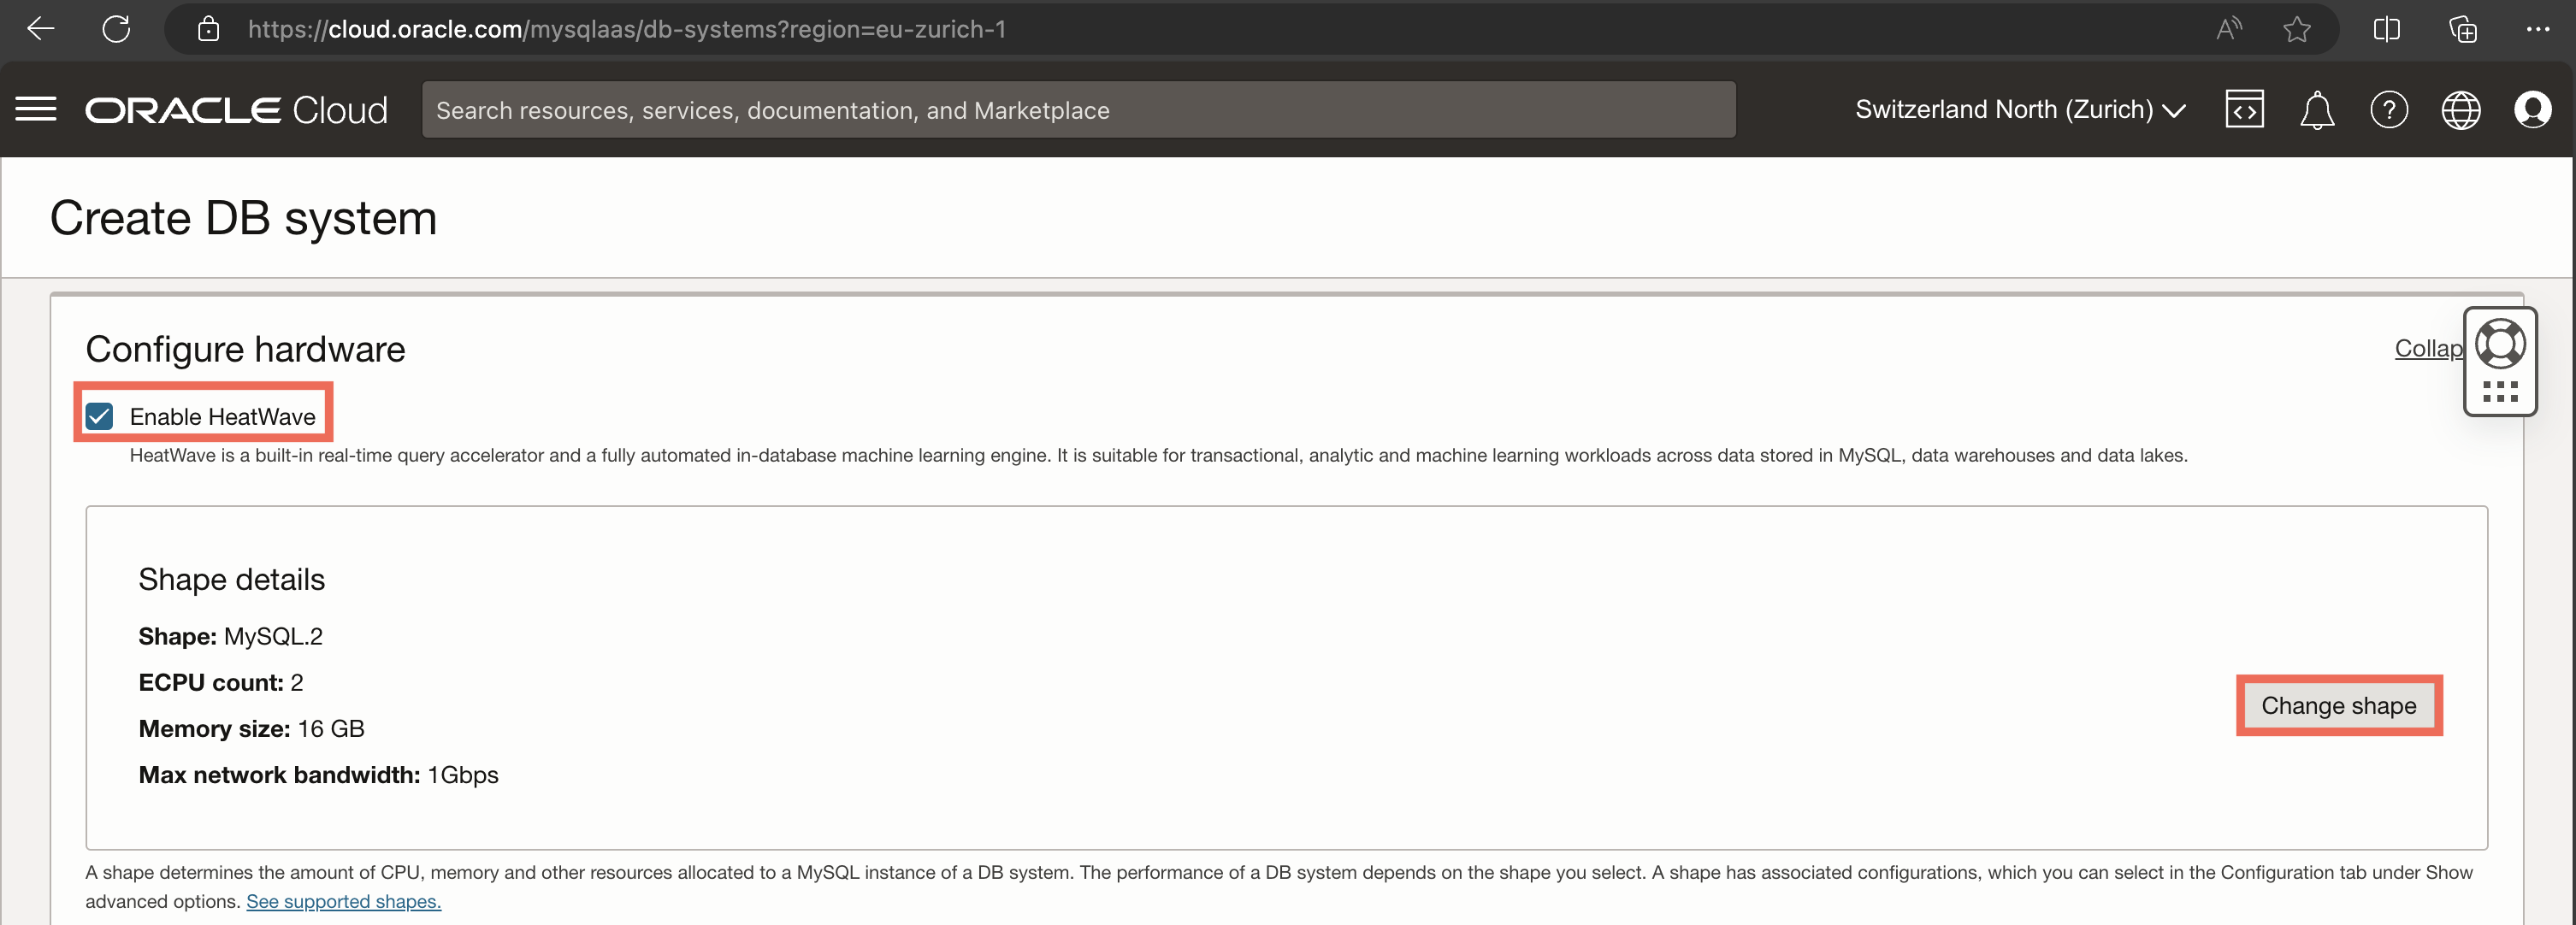 https://cloud.oracle.com/mysqlaas/db-systems?region=eu-zurich-1
ORACLE Cloud
Search resources, services, documentation, and Marketplace
Switzerland North (Zurich)
Create DB system
Configure hardware
Collap
Enable HeatWave
HeatWave is a built-in real-time query accelerator and a fully automated in-database machine learning engine. It is suitable for transactional, analytic and machine learning workloads across data stored in MySQL, data warehouses and data lakes.
Shape details
Shape: MySQL.2
ECPU count: 2
Memory size: 16 GB
Max network bandwidth: 1Gbps
Change shape
A shape determines the amount of CPU, memory and other resources allocated to a MySQL instance of a DB system. The performance of a DB system depends on the shape you select. A shape has associated configurations, which you can select in the Configuration tab under Show
advanced options. See supported shapes.